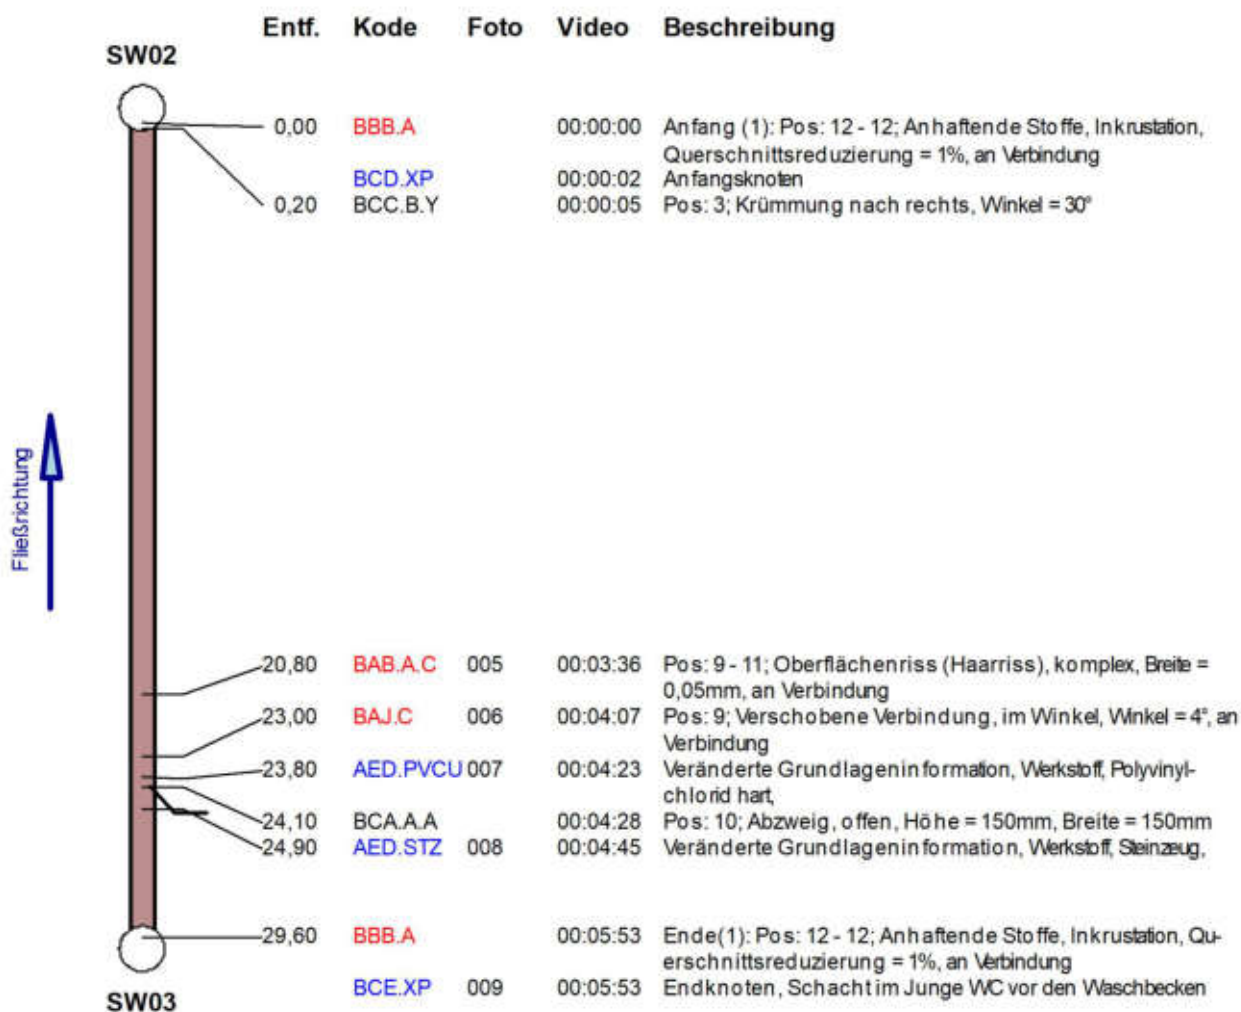 Entf. Kode Foto Video Beschreibung
SW02
0,00 BBB.A 00:00:00 Anfang (1): Pos: 12 - 12; Anhaftende Stoffe, Inkrustation,
Querschnittsreduzierung = 1%, an Verbindung
BCD.XP 00:00:02 Anfangsknoten
0,20 BCC.B.Y 00:00:05 Pos: 3; Krümmung nach rechts, Winkel = 30°
Fließrichtung
20,80 BAB.A.C 005 00:03:36 Pos: 9 - 11; Oberflächenriss (Haarriss), komplex, Breite =
0,05mm, an Verbindung
23,00 BAJ.C 006 00:04:07 Pos: 9; Verschobene Verbindung, im Winkel, Winkel = 4°, an
Verbindung
23,80 AED.PVCU 007 00:04:23 Veränderte Grundlageninformation, Werkstoff, Polyvinyl-
chlorid hart,
24,10 BCA.A.A 00:04:28 Pos: 10; Abzweig, offen, Höhe = 150mm, Breite = 150mm
24,90 AED.STZ 008 00:04:45 Veränderte Grundlageninformation, Werkstoff, Steinzeug,
29,60 BBB.A 00:05:53 Ende(1): Pos: 12 - 12; Anhaftende Stoffe, Inkrustation, Qu-
erschnittsreduzierung = 1%, an Verbindung
BCE.XP 009 00:05:53 Endknoten, Schacht im Junge WC vor den Waschbecken
SW03